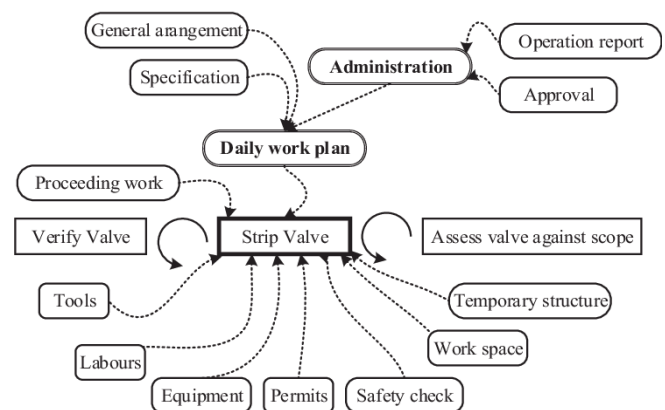 General arangement
Operation report
Administration
Specification
Approval
Daily work plan
Proceeding work
Verify Valve
Strip Valve
Assess valve against scope
Tools
Temporary structure
Work space
Labours
Equipment
Permits
Safety check